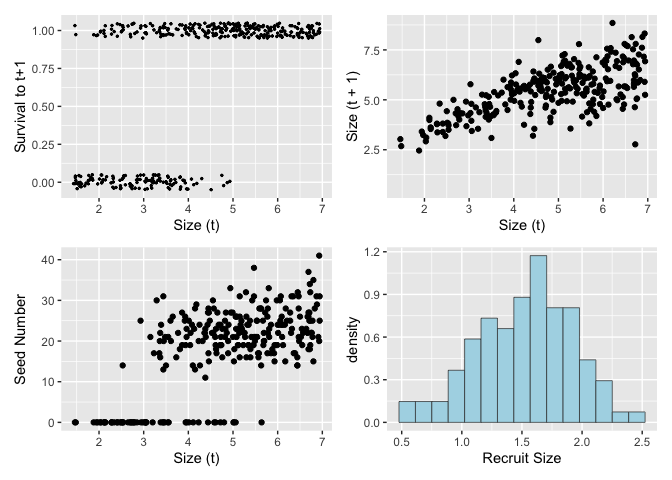 1.00
0.75
0.50
0.25
0.00
Survival to t+1
2 3 4 5 6 7
Size (t)
7.5
5.0
2.5
Size (t + 1)
2 3 4 5 6 7
Size (t)
40
30
20
10
0
Seed Number
2 3 4 5 6 7
Size (t)
1.2
0.9
0.6
0.3
0.0
density
0.5 1.0 1.5 2.0 2.5
Recruit Size